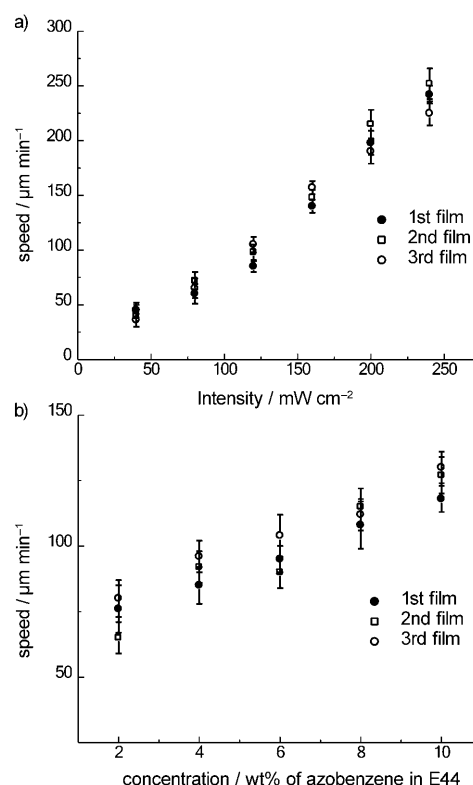 a)
300
250
200
150
100
50
0
speed / µm min⁻¹
1st film
2nd film
3rd film
0 50 100 150 200 250
Intensity / mW cm⁻²
b)
150
100
50
speed / µm min⁻¹
1st film
2nd film
3rd film
2 4 6 8 10
concentration / wt% of azobenzene in E44